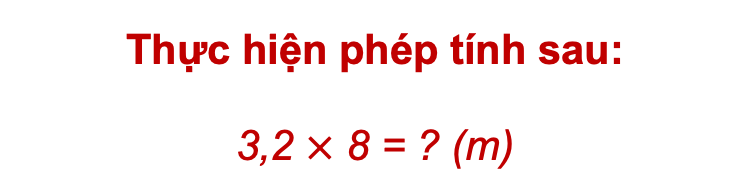 Thực hiện phép tính sau:
3,2 × 8 = ? (m)